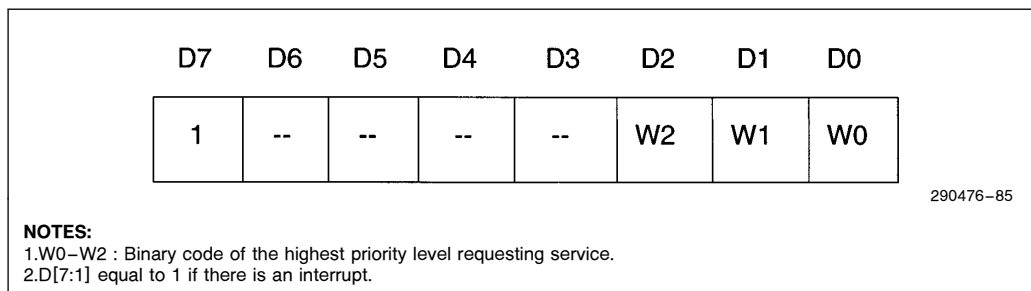 D7 D6 D5 D4 D3 D2 D1 D0
1 -- -- -- -- W2 W1 W0
290476–85
NOTES:
1.W0–W2 : Binary code of the highest priority level requesting service.
2.D[7:1] equal to 1 if there is an interrupt.